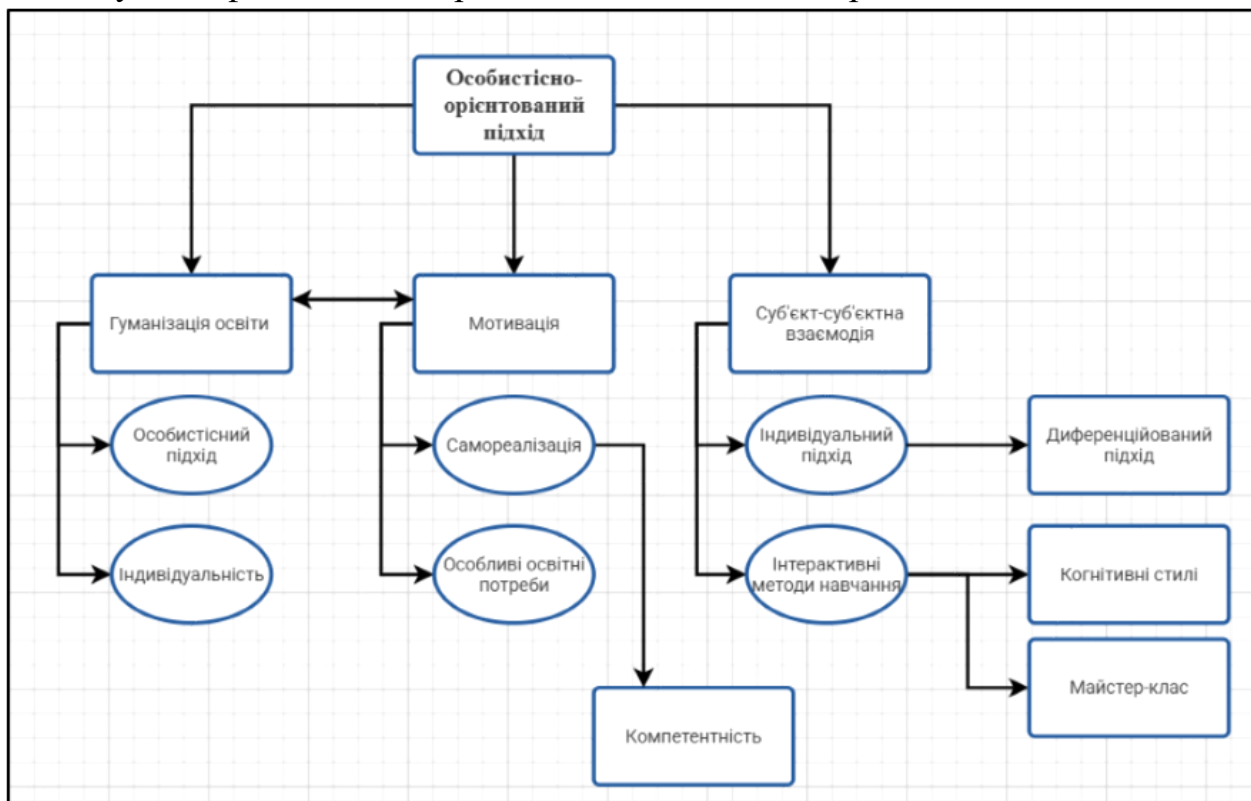 Особистісно-
орієнтований
підхід
Гуманізація освіти
Мотивація
Суб'єкт-суб'єктна
взаємодія
Особистісний
підхід
Самореалізація
Індивідуальний
підхід
Диференційований
підхід
Індивідуальність
Особливі освітні
потреби
Інтерактивні
методи навчання
Когнітивні стилі
Майстер-клас
Компетентність